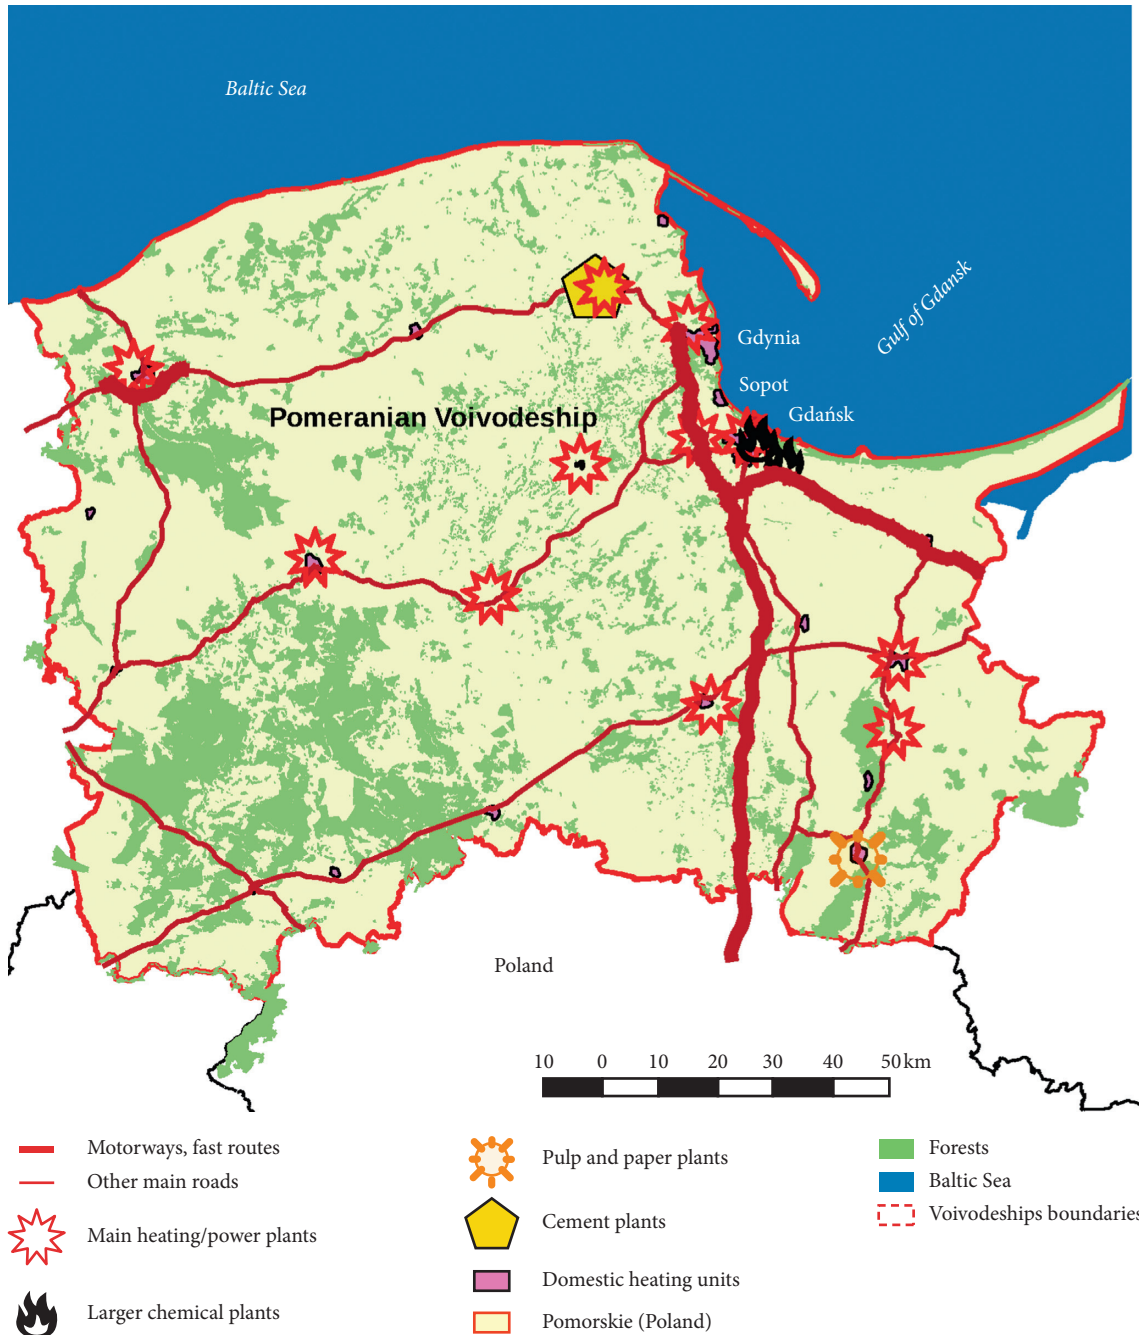 Baltic Sea
Gulf of Gdansk
Gdynia
Sopot
Gdańsk
Pomeranian Voivodeship
Poland
10 0 10 20 30 40 50 km
Motorways, fast routes
Other main roads
Main heating/power plants
Larger chemical plants
Pulp and paper plants
Cement plants
Domestic heating units
Pomorskie (Poland)
Forests
Baltic Sea
Voivodeships boundaries